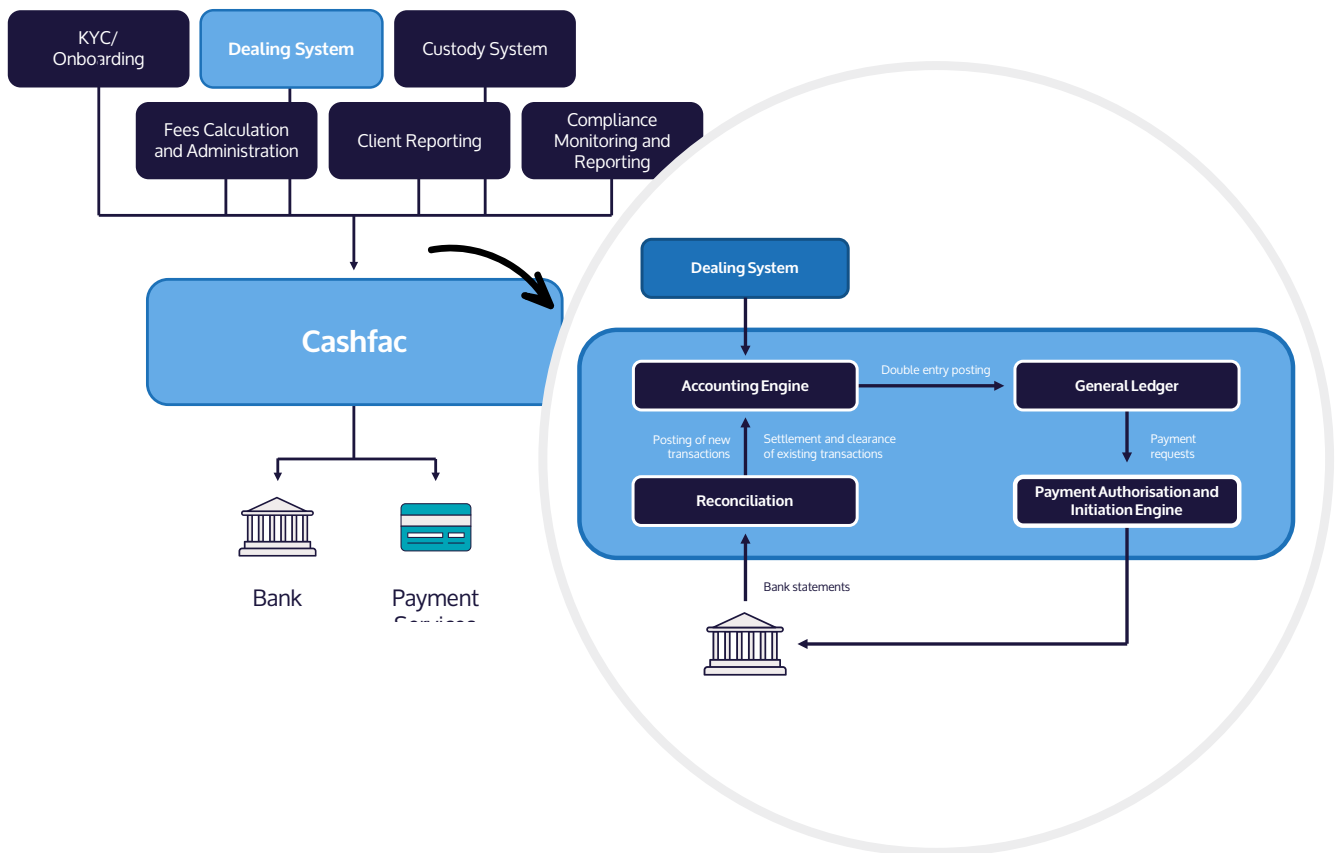 KYC/
Onboarding
Dealing System
Custody System
Fees Calculation
and Administration
Client Reporting
Compliance
Monitoring and
Reporting
Cashfac
Bank
Payment
Services
Dealing System
Accounting Engine
Double entry posting
General Ledger
Posting of new
transactions
Settlement and clearance
of existing transactions
Payment
requests
Reconciliation
Payment Authorisation and
Initiation Engine
Bank statements